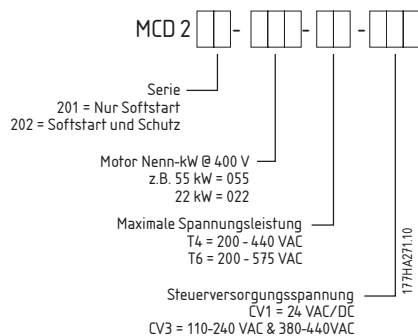 MCD 2 - - -
Serie
201 = Nur Softstart
202 = Softstart und Schutz
Motor Nenn-kW @ 400 V
z.B. 55 kW = 055
22 kW = 022
Maximale Spannungsleistung
T4 = 200 - 440 VAC
T6 = 200 - 575 VAC
Steuerversorgungsspannung
CV1 = 24 VAC/DC
CV3 = 110-240 VAC & 380-440VAC
177HA271.10